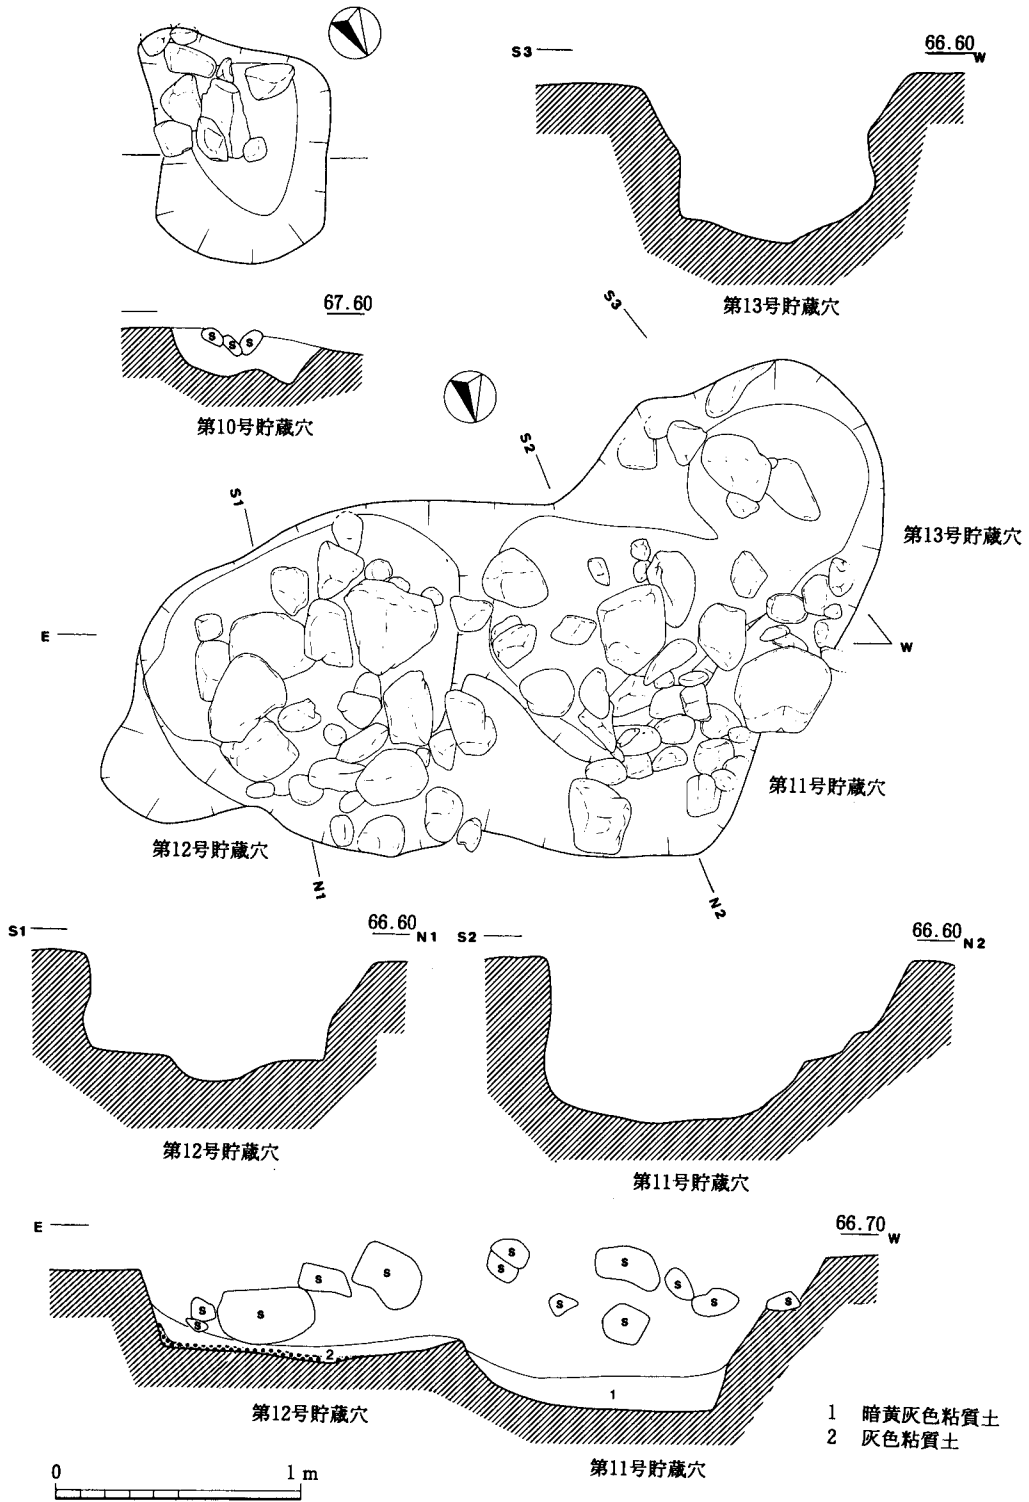 S3
66.60
W
第13号貯蔵穴
67.60
S S S
第10号貯蔵穴
S3
S2
S1
第13号貯蔵穴
E
W
第11号貯蔵穴
第12号貯蔵穴
N1
N2
S1
66.60
N1
S2
66.60
N2
第12号貯蔵穴
第11号貯蔵穴
E
66.70
W
S S S S S S S S S S S S S
2
1
第12号貯蔵穴
第11号貯蔵穴
1 暗黄灰色粘質土
2 灰色粘質土
0 1 m